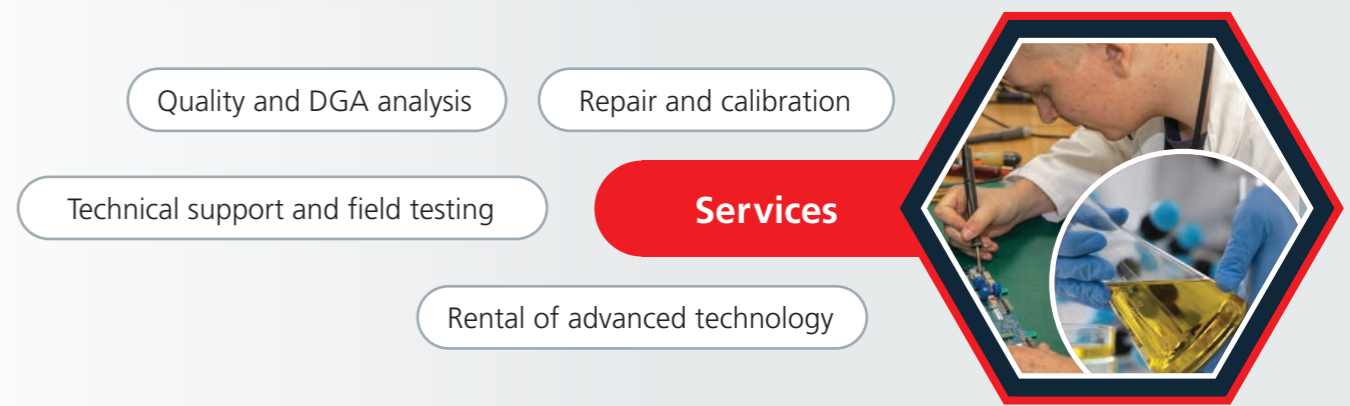 Quality and DGA analysis
Repair and calibration
Technical support and field testing
Services
Rental of advanced technology